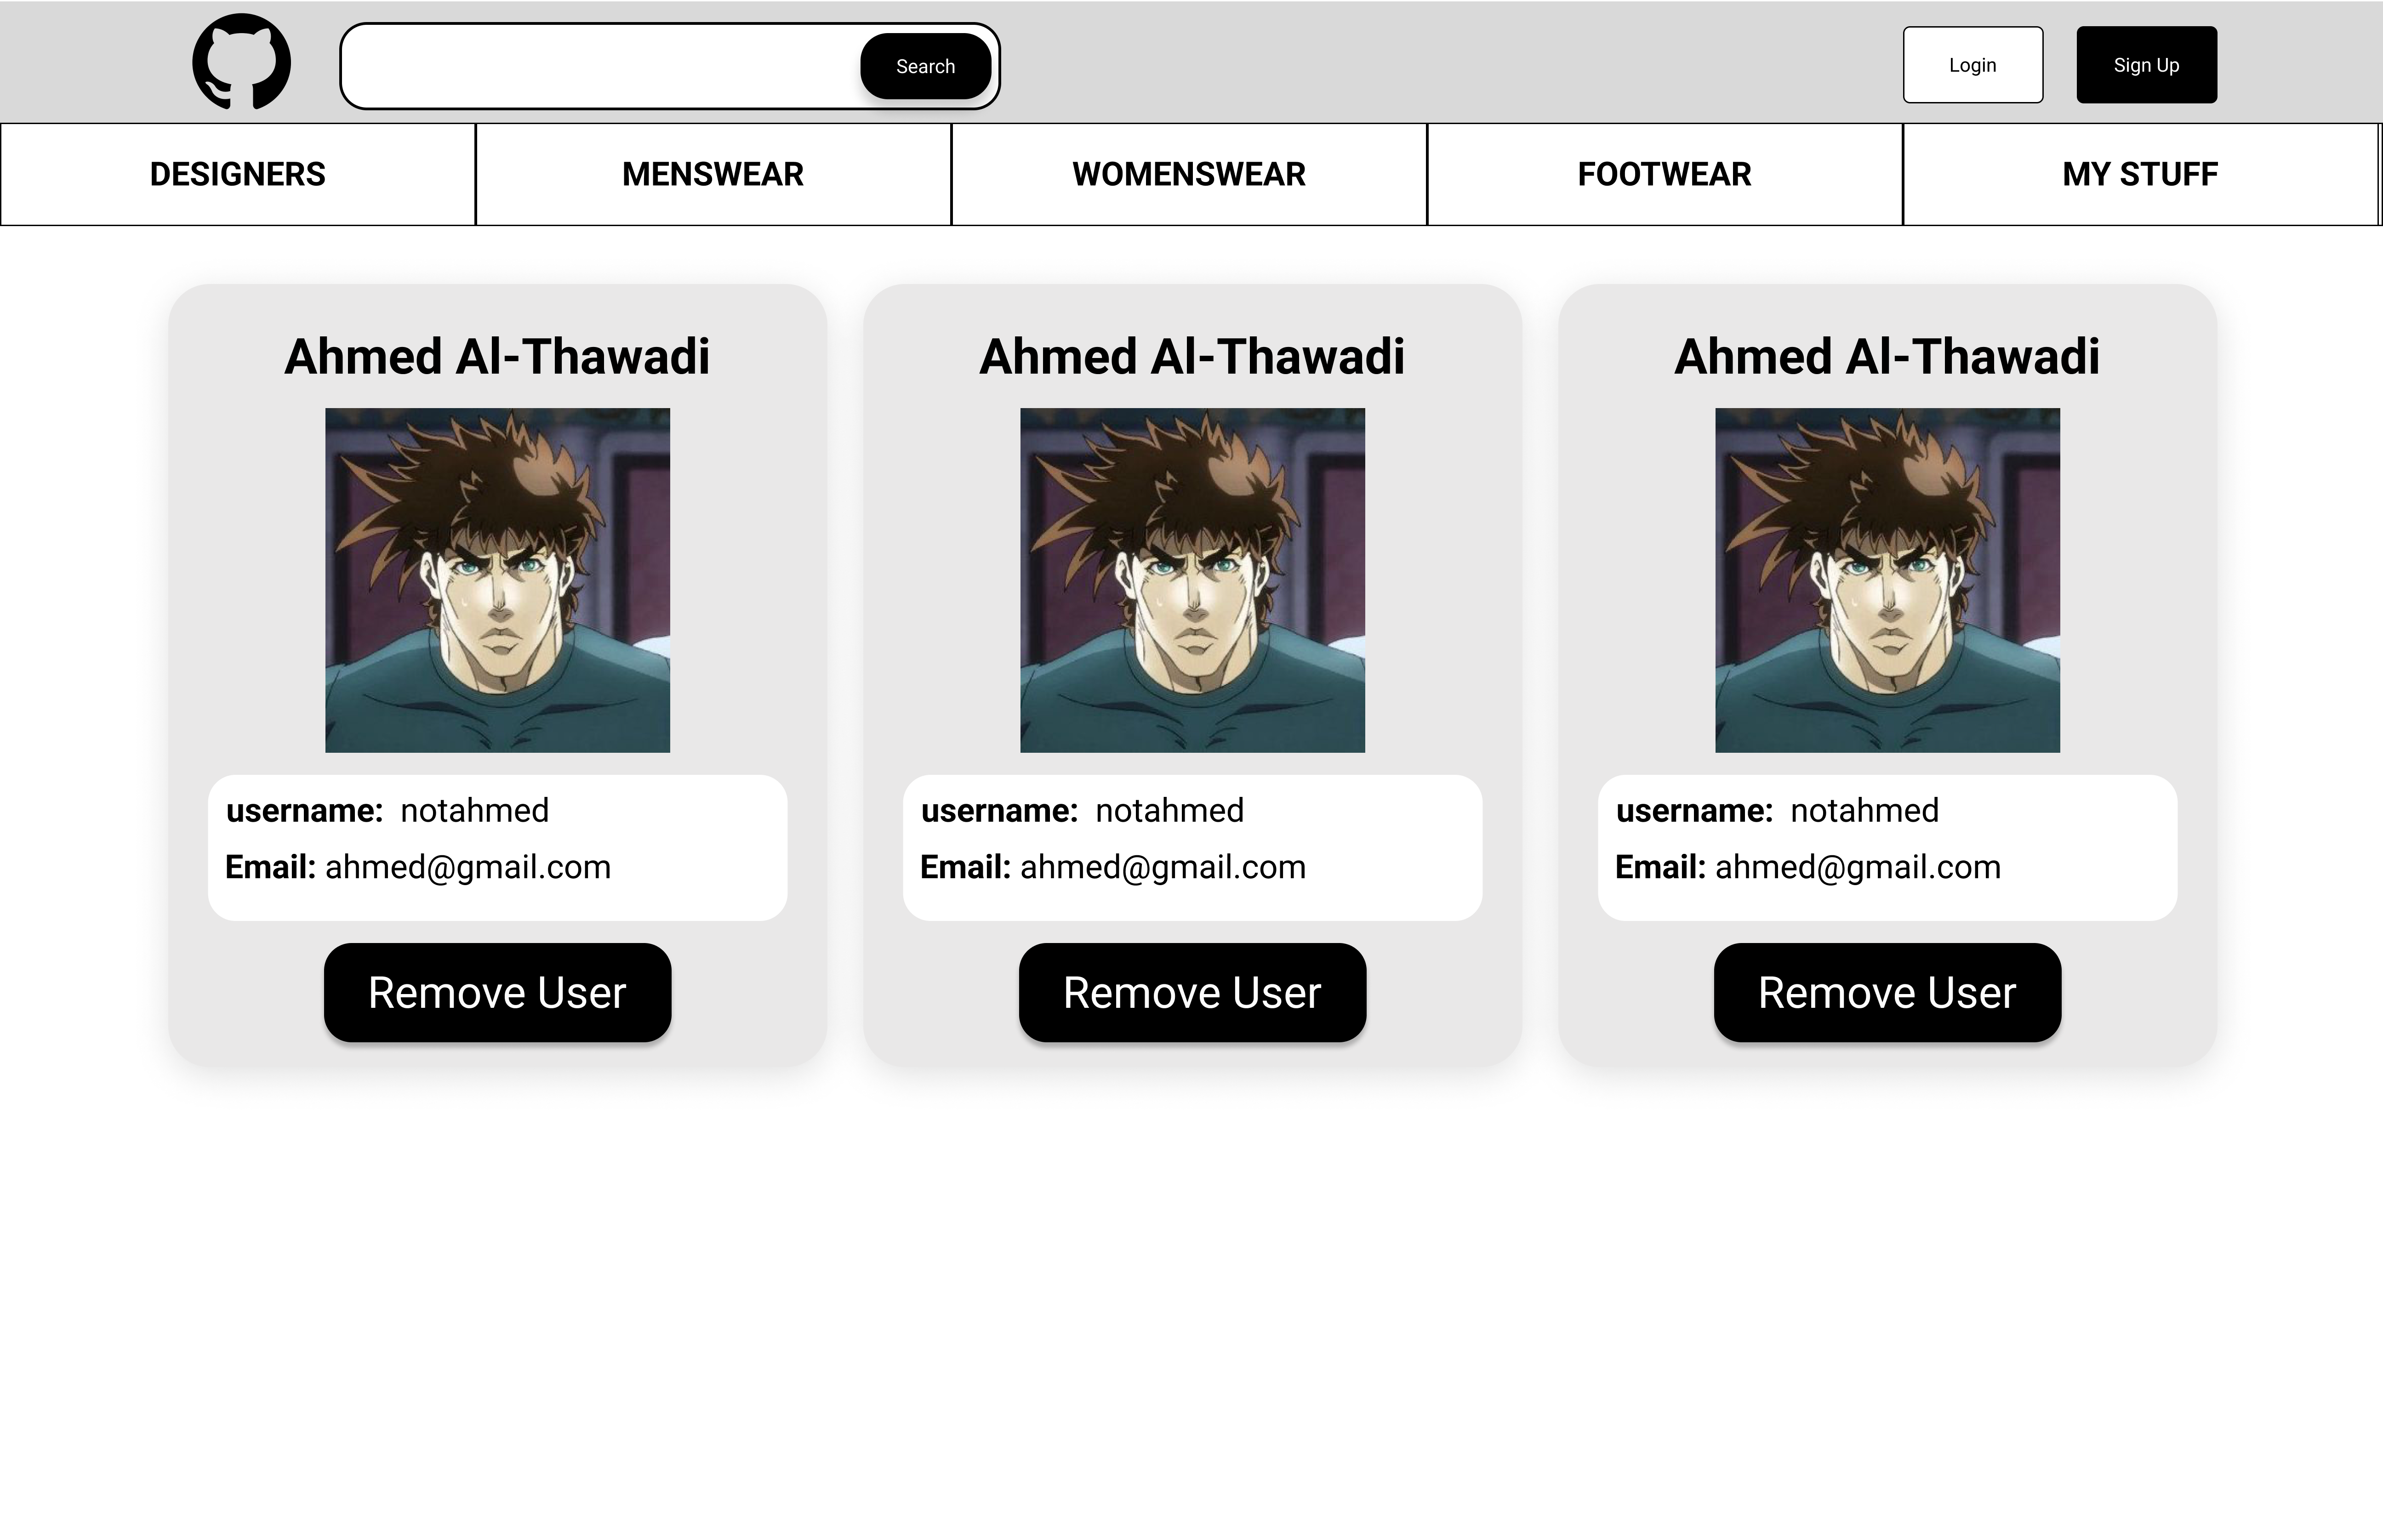 Search
Login
Sign Up
DESIGNERS
MENSWEAR
WOMENSWEAR
FOOTWEAR
MY STUFF
Ahmed Al-Thawadi
username: notahmed
Email: ahmed@gmail.com
Remove User
Ahmed Al-Thawadi
username: notahmed
Email: ahmed@gmail.com
Remove User
Ahmed Al-Thawadi
username: notahmed
Email: ahmed@gmail.com
Remove User